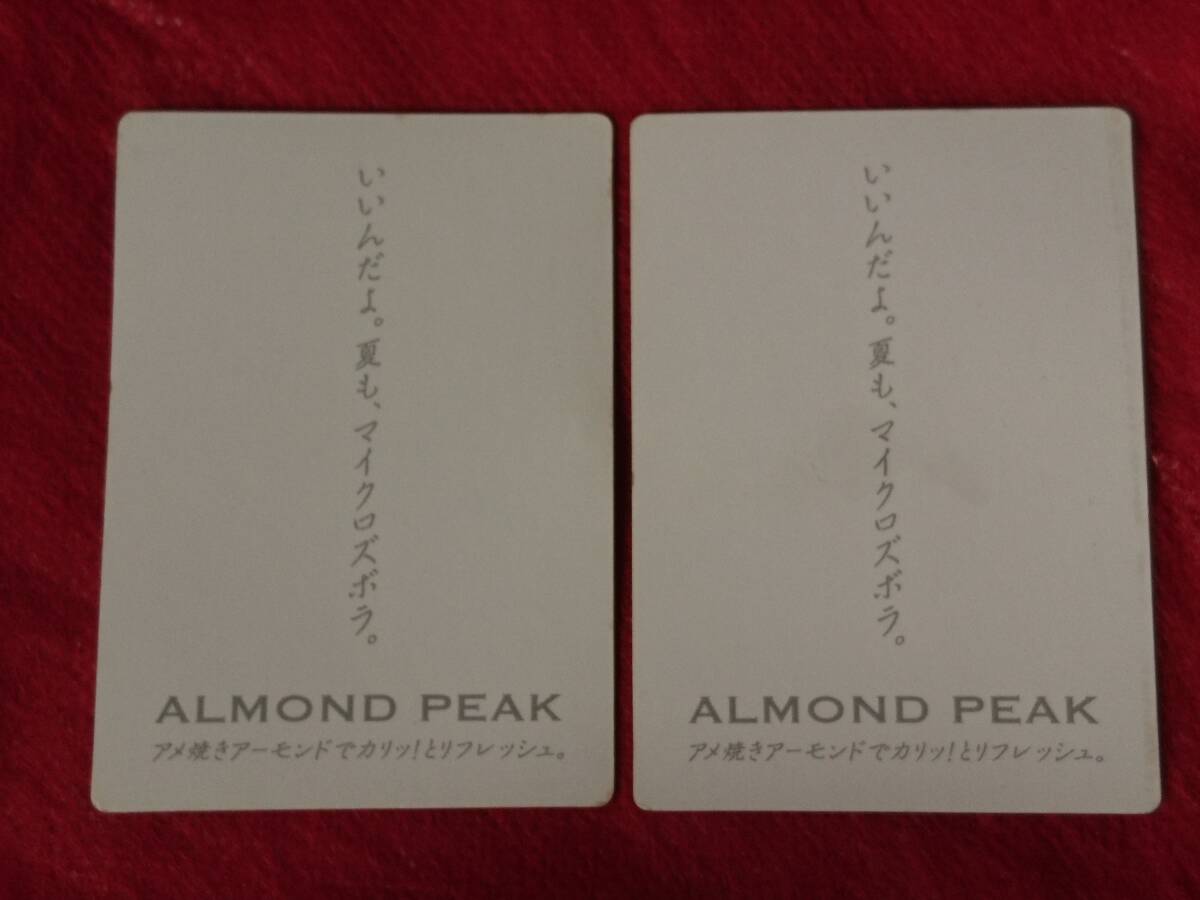 いいんだよ。夏も、マイクロズボラ。
ALMOND PEAK
アメ焼きアーモンドでカリッ!とリフレッシュ。
いいんだよ。夏も、マイクロズボラ。
ALMOND PEAK
アメ焼きアーモンドでカリッ!とリフレッシュ。